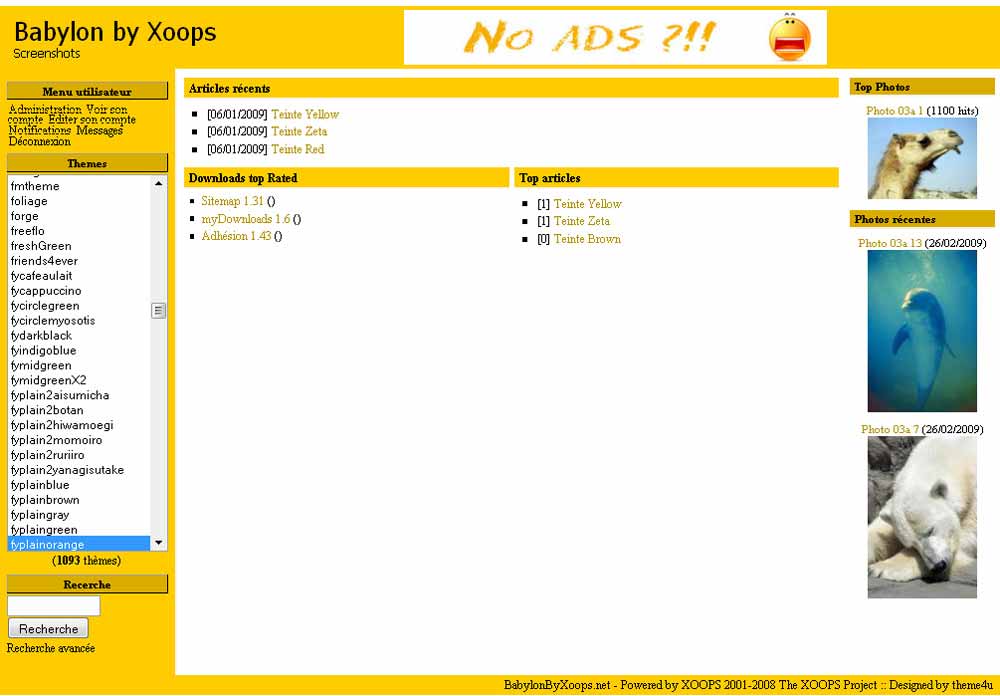 Babylon by Xoops
Screenshots
No ADS ?!!
Menu utilisateur
Administration Voir son
compte Editer son compte
Notifications Messages
Déconnexion
Themes
fmtheme
foliage
forge
freeflo
freshGreen
friends4ever
fycafeaulait
fycappuccino
fycirclegreen
fycirclemyosotis
fydarkblack
fyindigoblue
fymidgreen
fymidgreenX2
fyplain2aisumicha
fyplain2botan
fyplain2hiwamoegi
fyplain2momoiro
fyplain2ruriiro
fyplain2yanagisutake
fyplainblue
fyplainbrown
fyplaingray
fyplaingreen
fyplainorange
(1093 thèmes)
Recerche
Recherche
Recherche avancée
Articles récents
[06/01/2009] Teinte Yellow
[06/01/2009] Teinte Zeta
[06/01/2009] Teinte Red
Downloads top Rated
Sitemap 1.31 ()
myDownloads 1.6 ()
Adhésion 1.43 ()
Top articles
[1] Teinte Yellow
[1] Teinte Zeta
[0] Teinte Brown
Top Photos
Photo 03a 1 (1100 hits)
Photos récentes
Photo 03a 13 (26/02/2009)
Photo 03a 7 (26/02/2009)
BabylonByXoops.net - Powered by XOOPS 2001-2008 The XOOPS Project :: Designed by theme4u